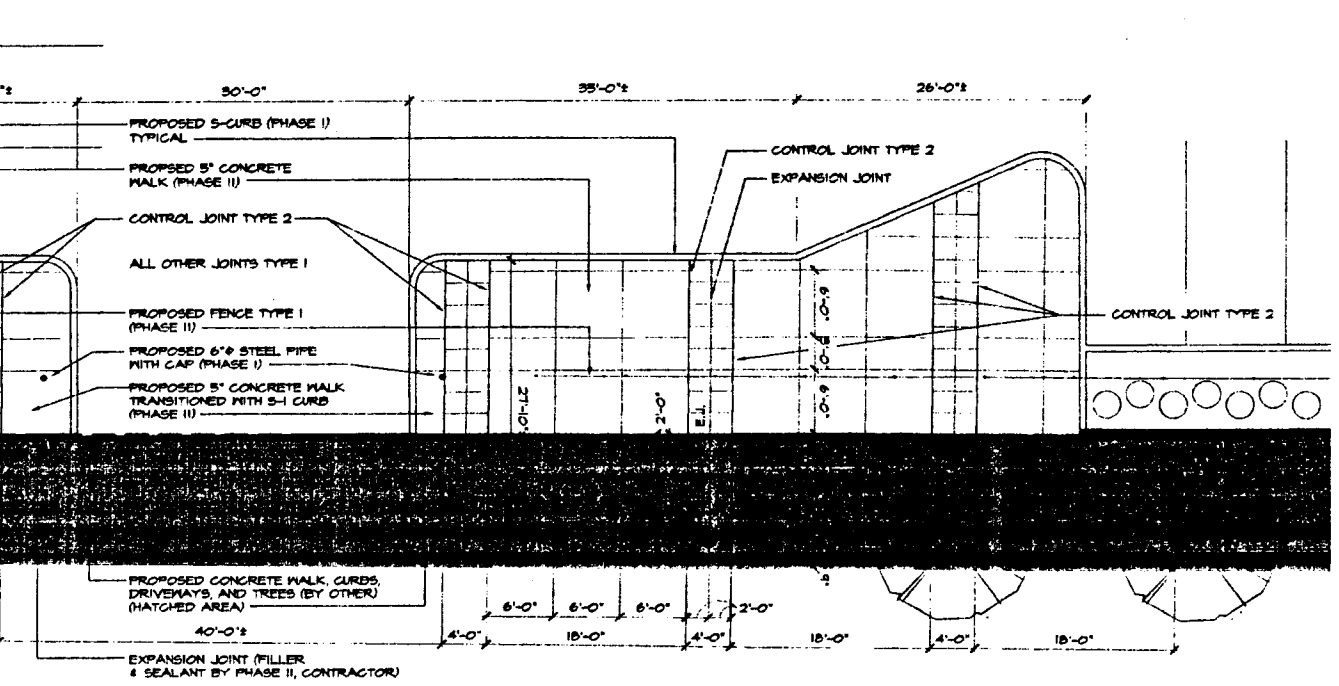 "±
30'-0"
35'-0"±
26'-0"±
PROPOSED S-CURB (PHASE I)
TYPICAL
PROPSED 5" CONCRETE
WALK (PHASE II)
CONTROL JOINT TYPE 2
EXPANSION JOINT
CONTROL JOINT TYPE 2
ALL OTHER JOINTS TYPE I
PROPOSED FENCE TYPE I
(PHASE II)
CONTROL JOINT TYPE 2
PROPOSED 6"Φ STEEL PIPE
WITH CAP (PHASE I)
PROPOSED 5" CONCRETE WALK
TRANSITIONED WITH S-1 CURB
(PHASE II)
6'-0"
6'-0"
27'-10"
2'-0"
E.J.
PROPOSED CONCRETE WALK, CURBS,
DRIVEWAYS, AND TREES (BY OTHER)
(HATCHED AREA)
6'-0" 6'-0" 6'-0" 2'-0"
40'-0"± 4'-0" 18'-0" 4'-0" 18'-0" 4'-0" 18'-0"
EXPANSION JOINT (FILLER
& SEALANT BY PHASE II, CONTRACTOR)